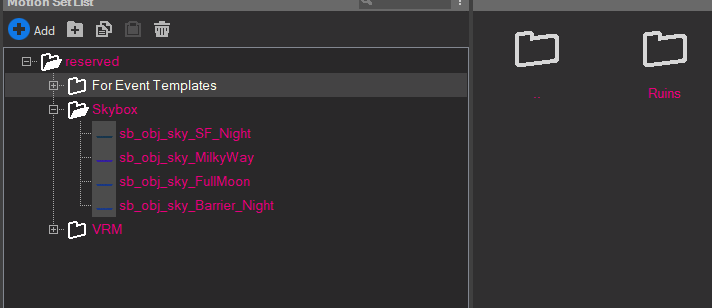 Motion Set List
Add
reserved
For Event Templates
Skybox
sb_obj_sky_SF_Night
sb_obj_sky_MilkyWay
sb_obj_sky_FullMoon
sb_obj_sky_Barrier_Night
VRM
..
Ruins